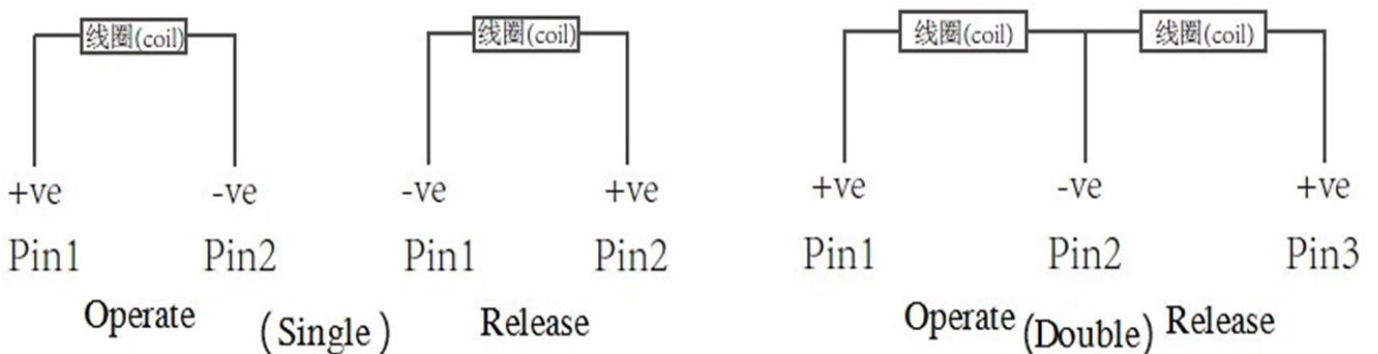 线圈(coil) 线圈(coil) 线圈(coil) 线圈(coil)
+ve -ve -ve +ve +ve -ve +ve
Pin1 Pin2 Pin1 Pin2 Pin1 Pin2 Pin3
Operate (Single) Release Operate (Double) Release